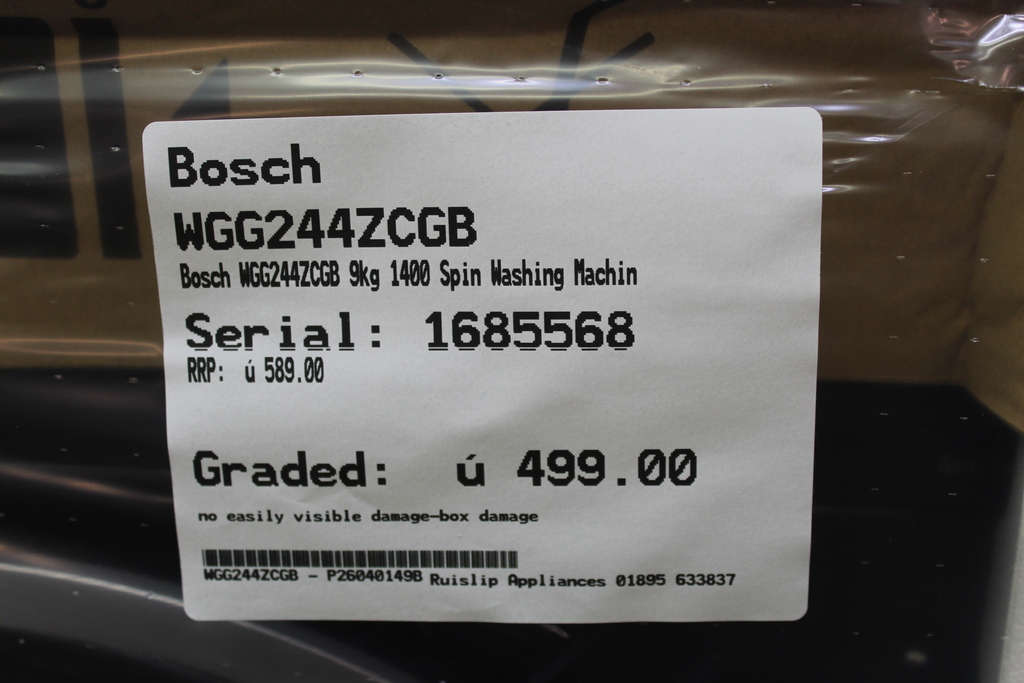 Bosch
WGG244ZCGB
Bosch WGG244ZCGB 9kg 1400 Spin Washing Machin
Serial: 1685568
RRP: ú 589.00
Graded: ú 499.00
no easily visible damage-box damage
WGG244ZCGB - P26040149B Ruislip Appliances 01895 633837